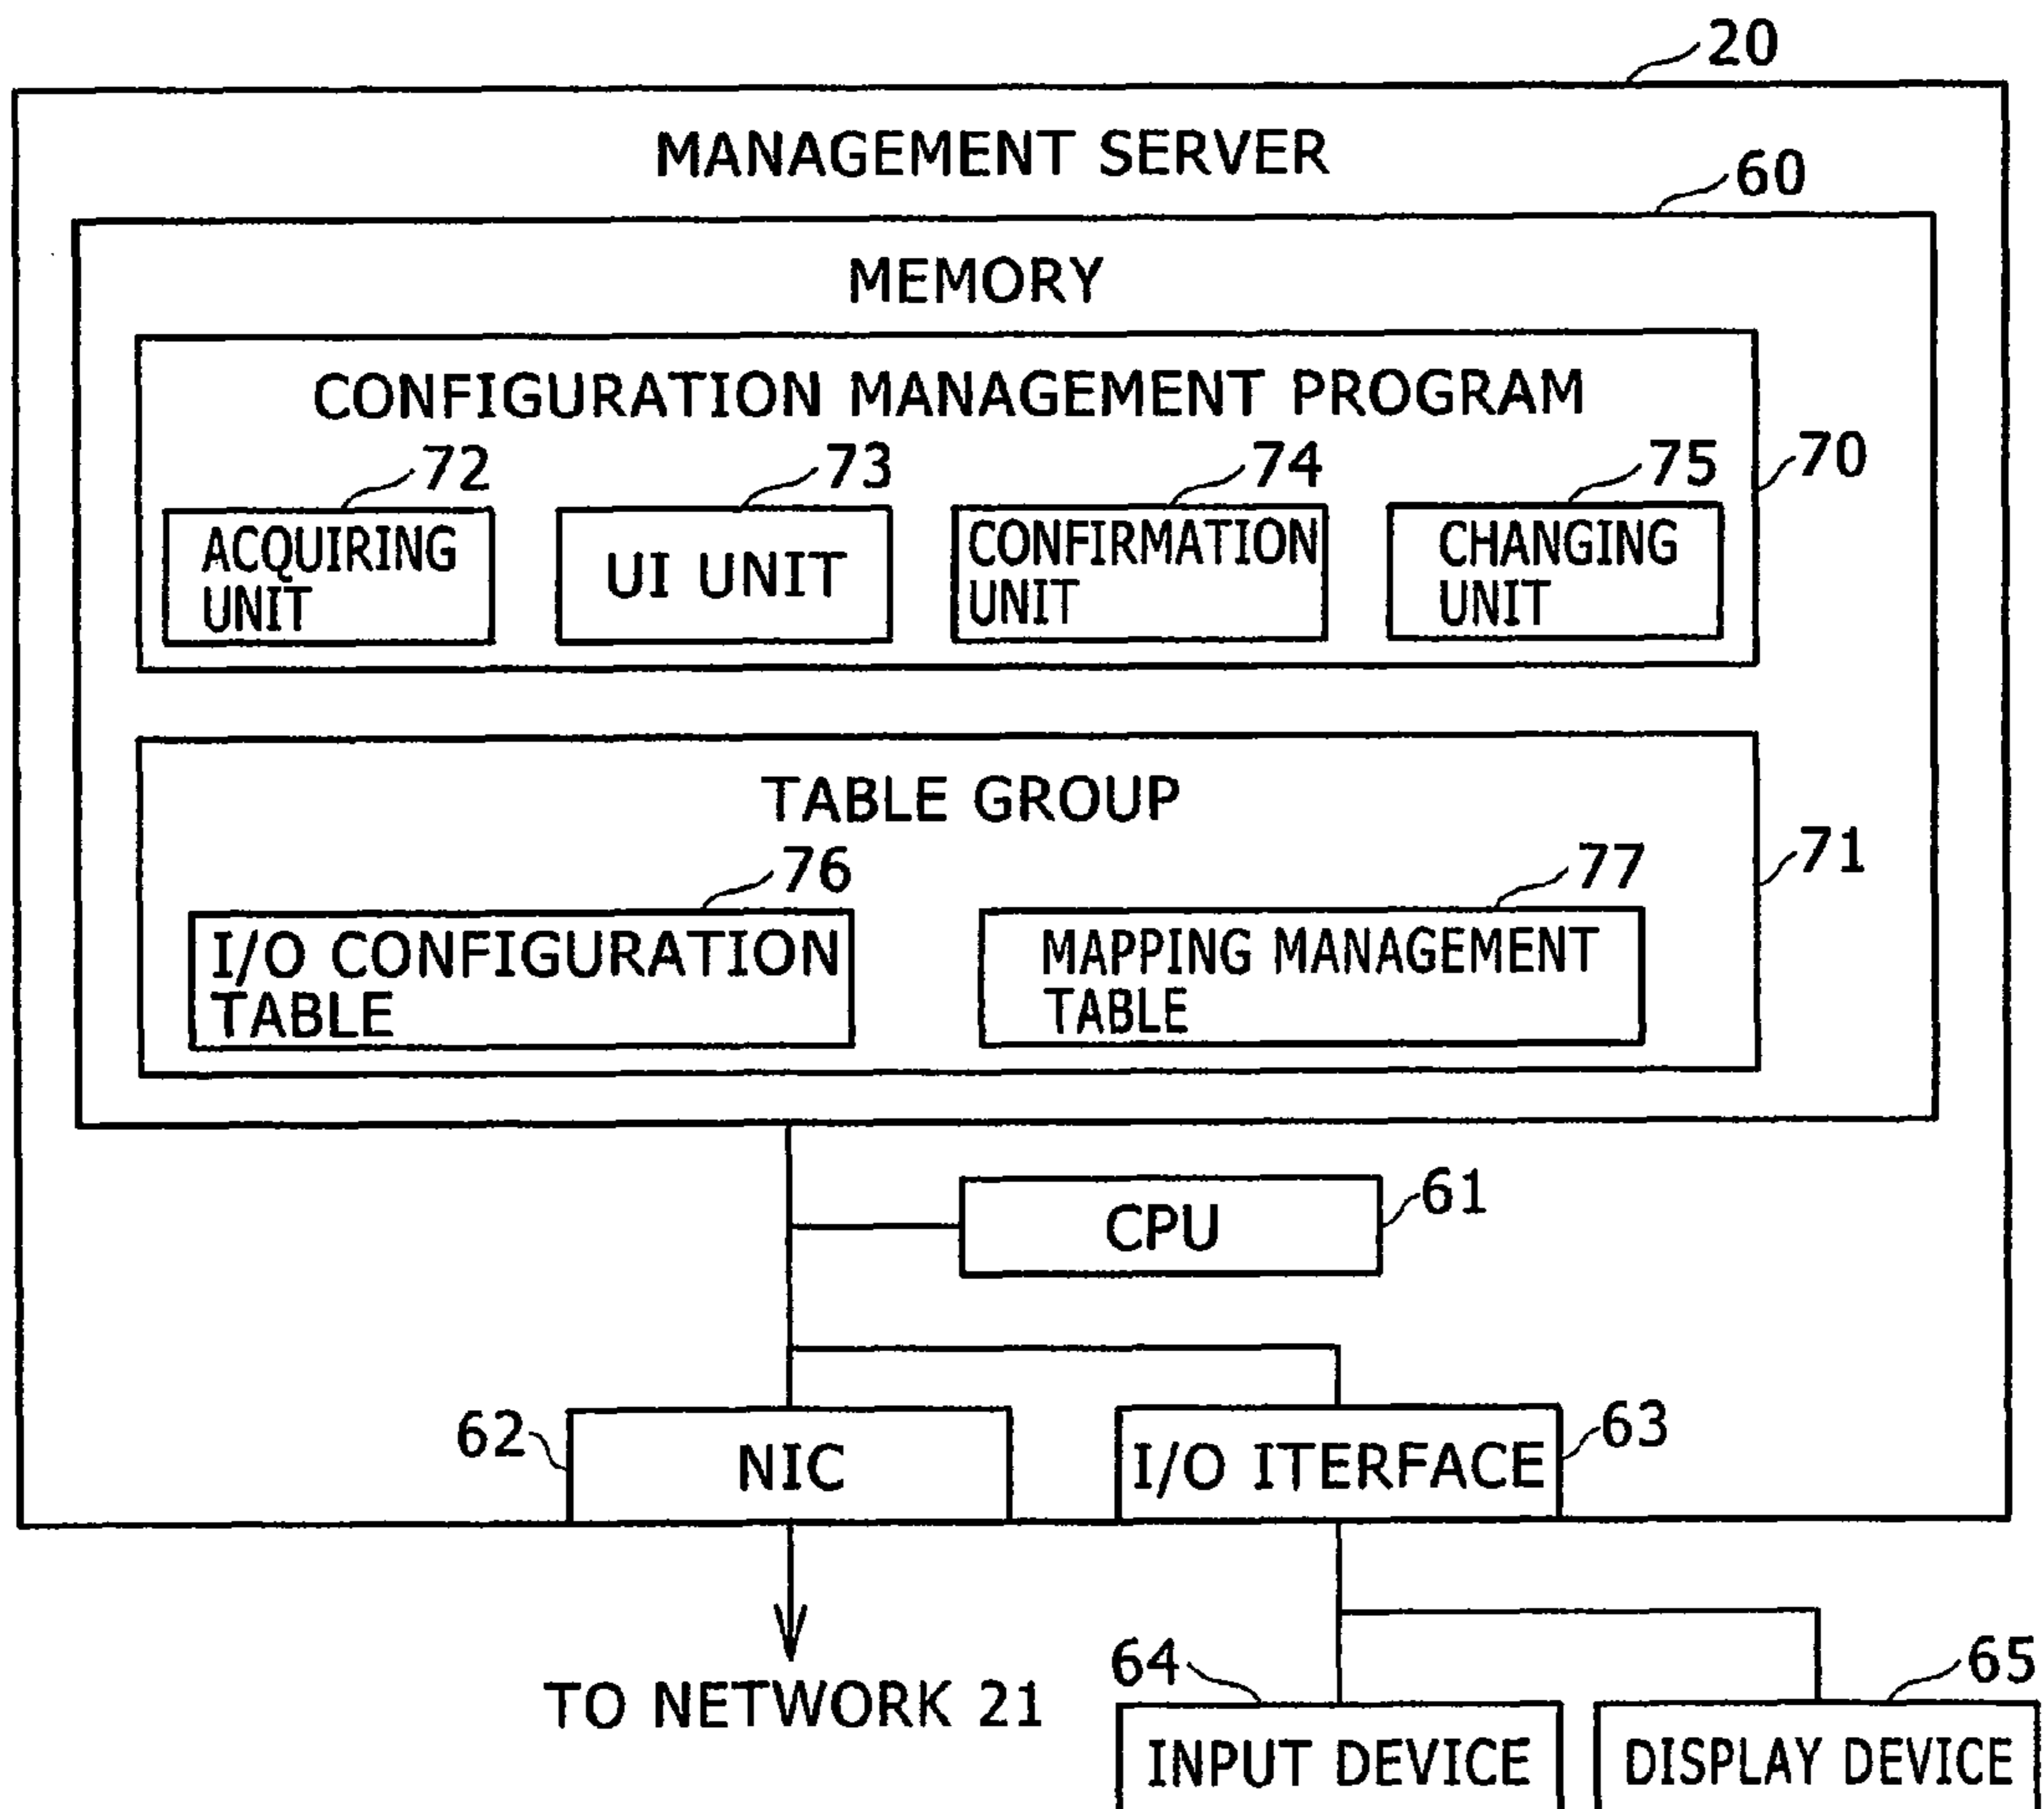 20
MANAGEMENT SERVER
60
MEMORY
CONFIGURATION MANAGEMENT PROGRAM
70
72
73
74
75
ACQUIRING
UNIT
UI UNIT
CONFIRMATION
UNIT
CHANGING
UNIT
TABLE GROUP
71
76
77
I/O CONFIGURATION
TABLE
MAPPING MANAGEMENT
TABLE
CPU
61
62
NIC
I/O ITERFACE
63
TO NETWORK 21
64
65
INPUT DEVICE
DISPLAY DEVICE